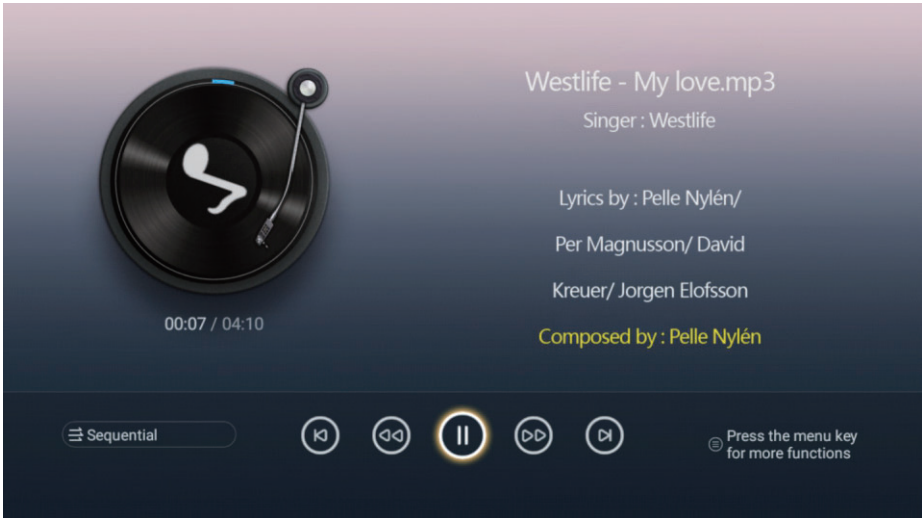 Westlife - My love.mp3
Singer : Westlife
Lyrics by : Pelle Nylén/
Per Magnusson/ David
Kreuer/ Jorgen Elofsson
Composed by : Pelle Nylén
00:07 / 04:10
Sequential
Press the menu key
for more functions